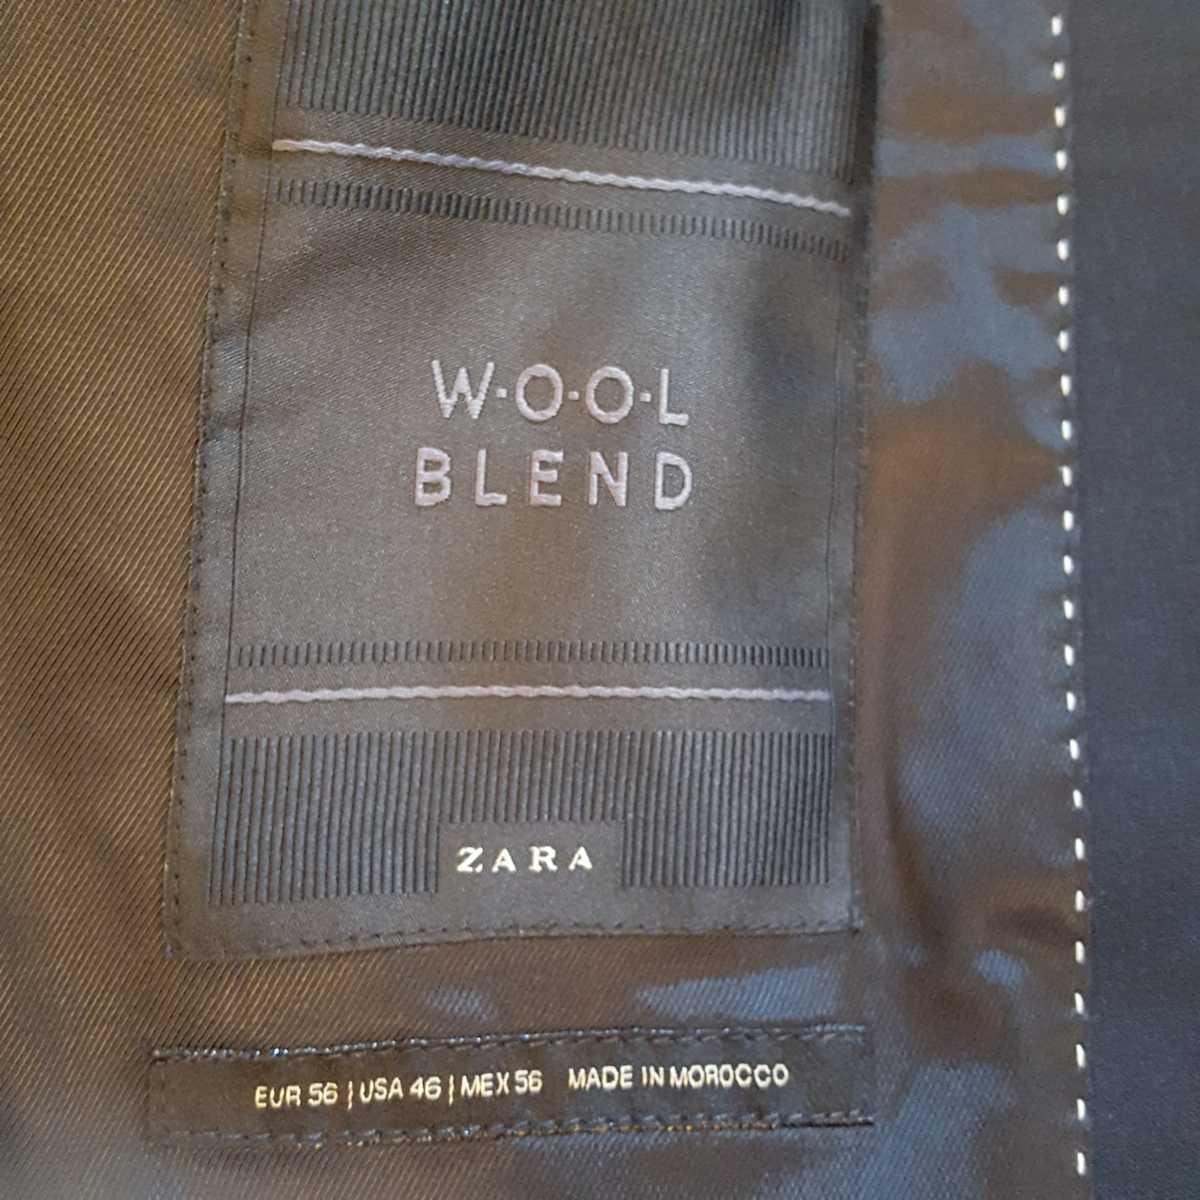 W·O·O·L
BLEND
ZARA
EUR 56 | USA 46 | MEX 56 MADE IN MOROCCO